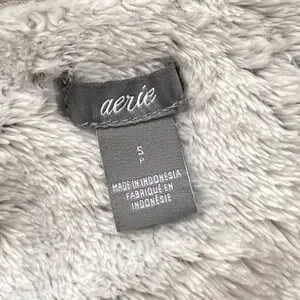 aerie
S
P
MADE IN INDONESIA
FABRIQUÉ EN
INDONÉSIE